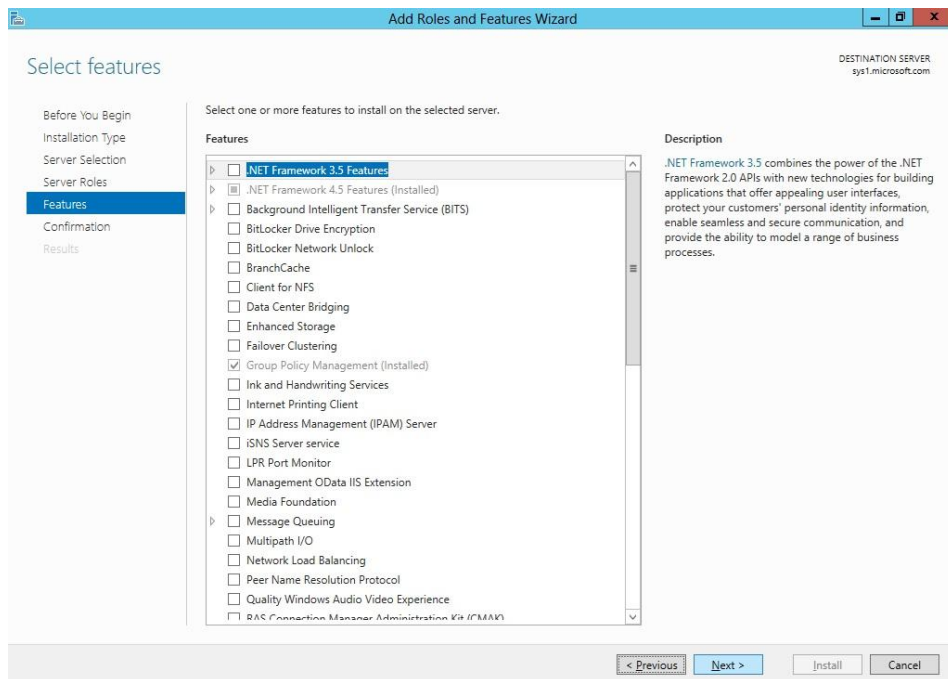 Add Roles and Features Wizard
Select features
DESTINATION SERVER
sys1.microsoft.com
Before You Begin
Installation Type
Server Selection
Server Roles
Features
Confirmation
Results
Select one or more features to install on the selected server.
Features
.NET Framework 3.5 Features
.NET Framework 4.5 Features (Installed)
Background Intelligent Transfer Service (BITS)
BitLocker Drive Encryption
BitLocker Network Unlock
BranchCache
Client for NFS
Data Center Bridging
Enhanced Storage
Failover Clustering
Group Policy Management (Installed)
Ink and Handwriting Services
Internet Printing Client
IP Address Management (IPAM) Server
iSNS Server service
LPR Port Monitor
Management OData IIS Extension
Media Foundation
Message Queuing
Multipath I/O
Network Load Balancing
Peer Name Resolution Protocol
Quality Windows Audio Video Experience
RAS Connection Manager Administration Kit (CMAK)
Description
.NET Framework 3.5 combines the power of the .NET
Framework 2.0 APIs with new technologies for building
applications that offer appealing user interfaces,
protect your customers' personal identity information,
enable seamless and secure communication, and
provide the ability to model a range of business
processes.
< Previous
Next >
Install
Cancel